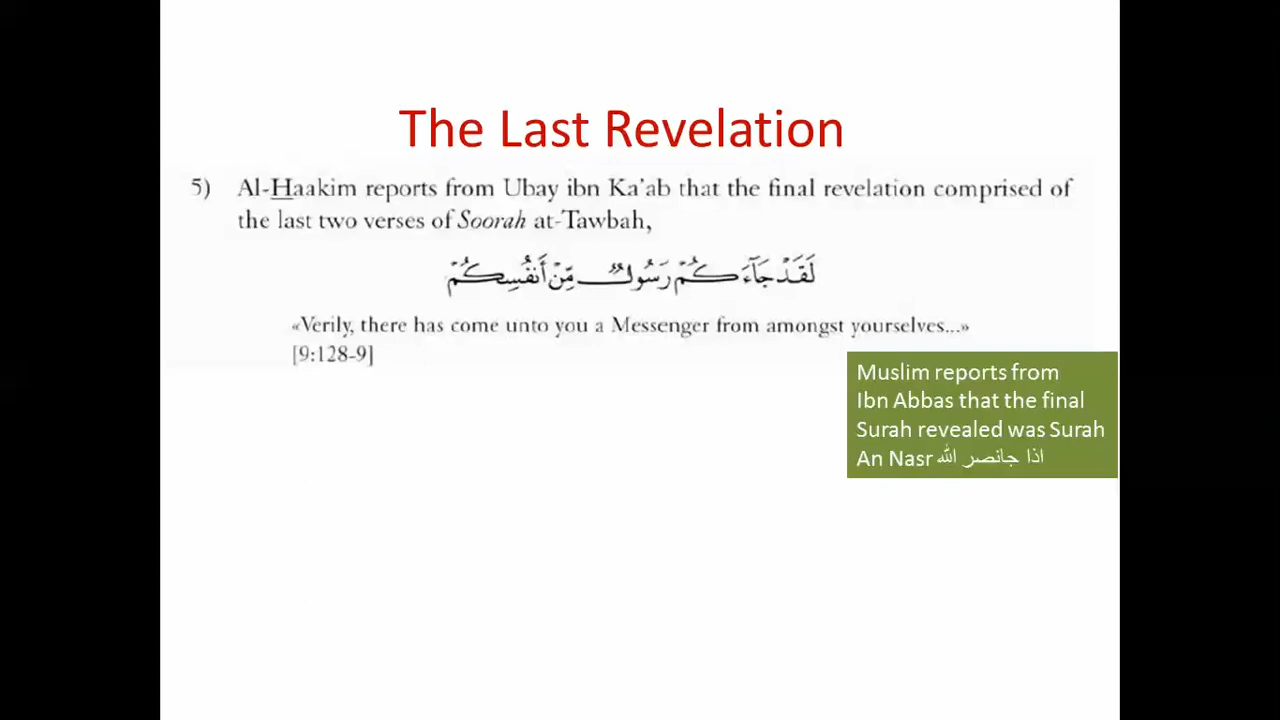 The Last Revelation
5) Al-Haakim reports from Ubay ibn Ka'ab that the final revelation comprised of
the last two verses of Soorah at-Tawbah,
لَقَدْ جَآءَكُمْ رَسُولٌ مِّنْ أَنفُسِكُمْ
«Verily, there has come unto you a Messenger from amongst yourselves...»
[9:128-9]
Muslim reports from
Ibn Abbas that the final
Surah revealed was Surah
An Nasr اذا جانصر الله